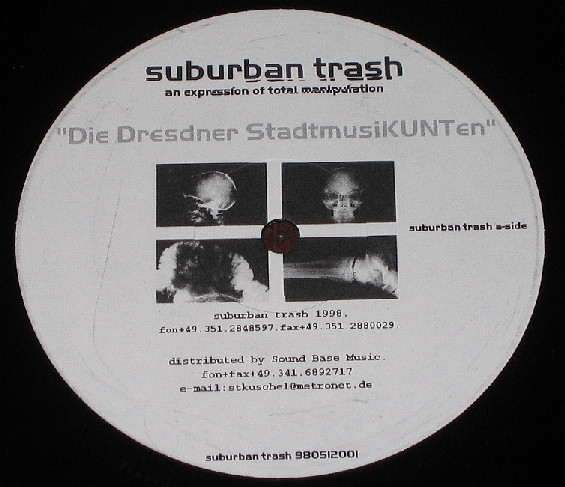 suburban trash
an expression of total manipulation
"Die Dresdner StadtmusiKUNTen"
suburban trash a-side
suburban trash 1998.
fon+49.351.2848597.fax+49.351.2880029.
distributed by Sound Base Music.
fon+fax+49.341.6892717
e-mail:stkuschel@metronet.de
suburban trash 980512001